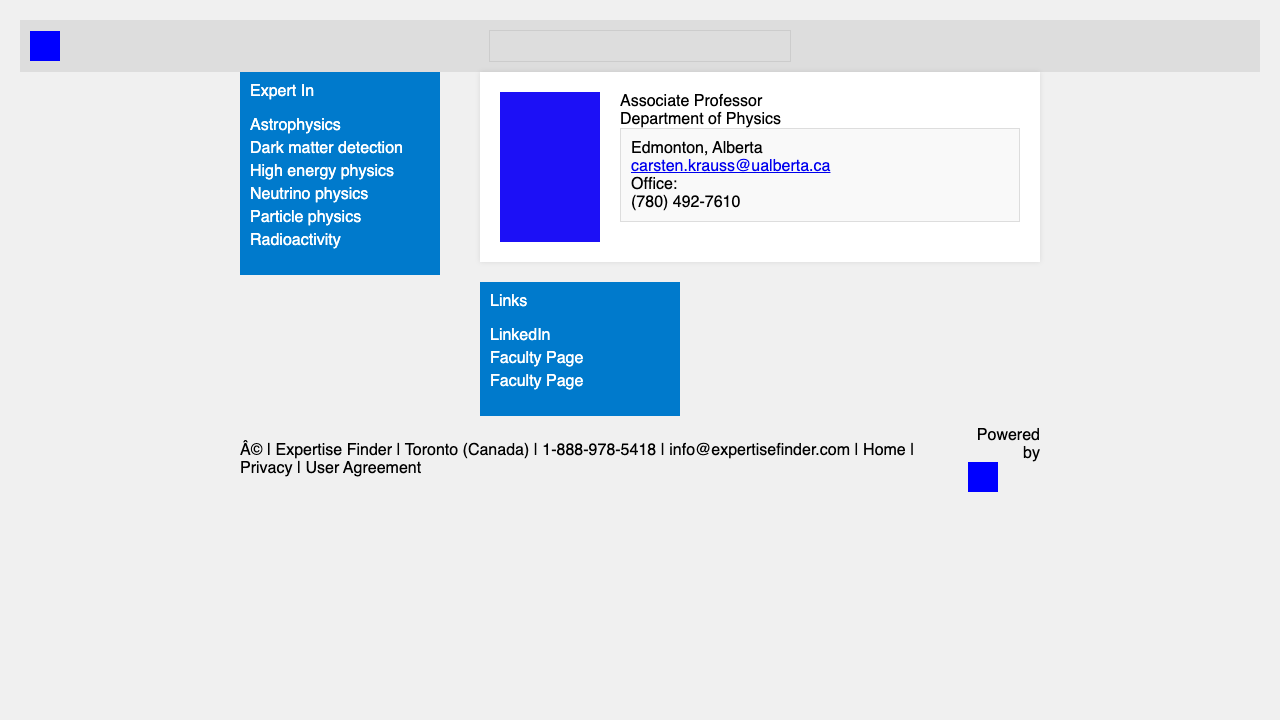 Expert In
Astrophysics
Dark matter detection
High energy physics
Neutrino physics
Particle physics
Radioactivity
Associate Professor
Department of Physics
Edmonton, Alberta
carsten.krauss@ualberta.ca
Office:
(780) 492-7610
Links
LinkedIn
Faculty Page
Faculty Page
Â© | Expertise Finder | Toronto (Canada) | 1-888-978-5418 | info@expertisefinder.com | Home |
Privacy | User Agreement
Powered
by